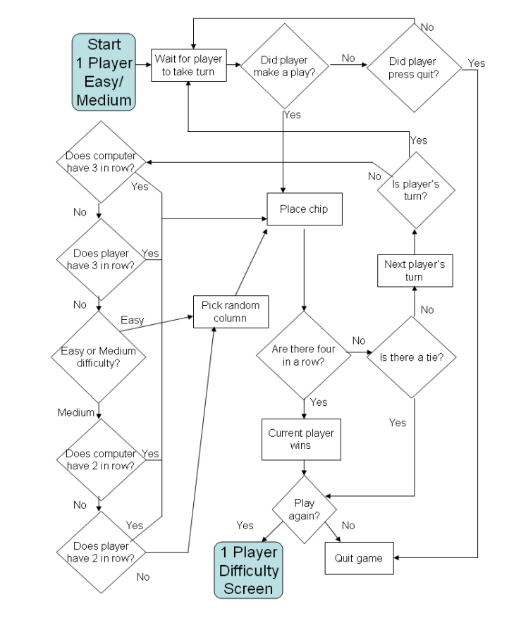 Start
1 Player
Easy/
Medium
Wait for player
to take turn
Did player
make a play?
No
Did player
press quit?
No
Yes
Yes
Does computer
have 3 in row?
Yes
No
Does player
have 3 in row?
Yes
No
Easy or Medium
difficulty?
Easy
Medium
Does computer
have 2 in row?
Yes
No
Does player
have 2 in row?
Yes
No
Pick random
column
Place chip
Yes
No
Is player's
turn?
Next player's
turn
No
Are there four
in a row?
No
Is there a tie?
Yes
Yes
Current player
wins
Play
again?
Yes
No
1 Player
Difficulty
Screen
Quit game